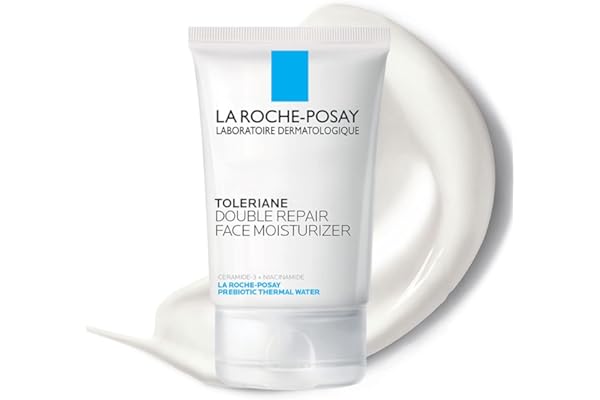 LA ROCHE-POSAY
LABORATOIRE DERMATOLOGIQUE
TOLERIANE
DOUBLE REPAIR
FACE MOISTURIZER
CERAMIDE-3 + NIACINAMIDE
LA ROCHE-POSAY
PREBIOTIC THERMAL WATER